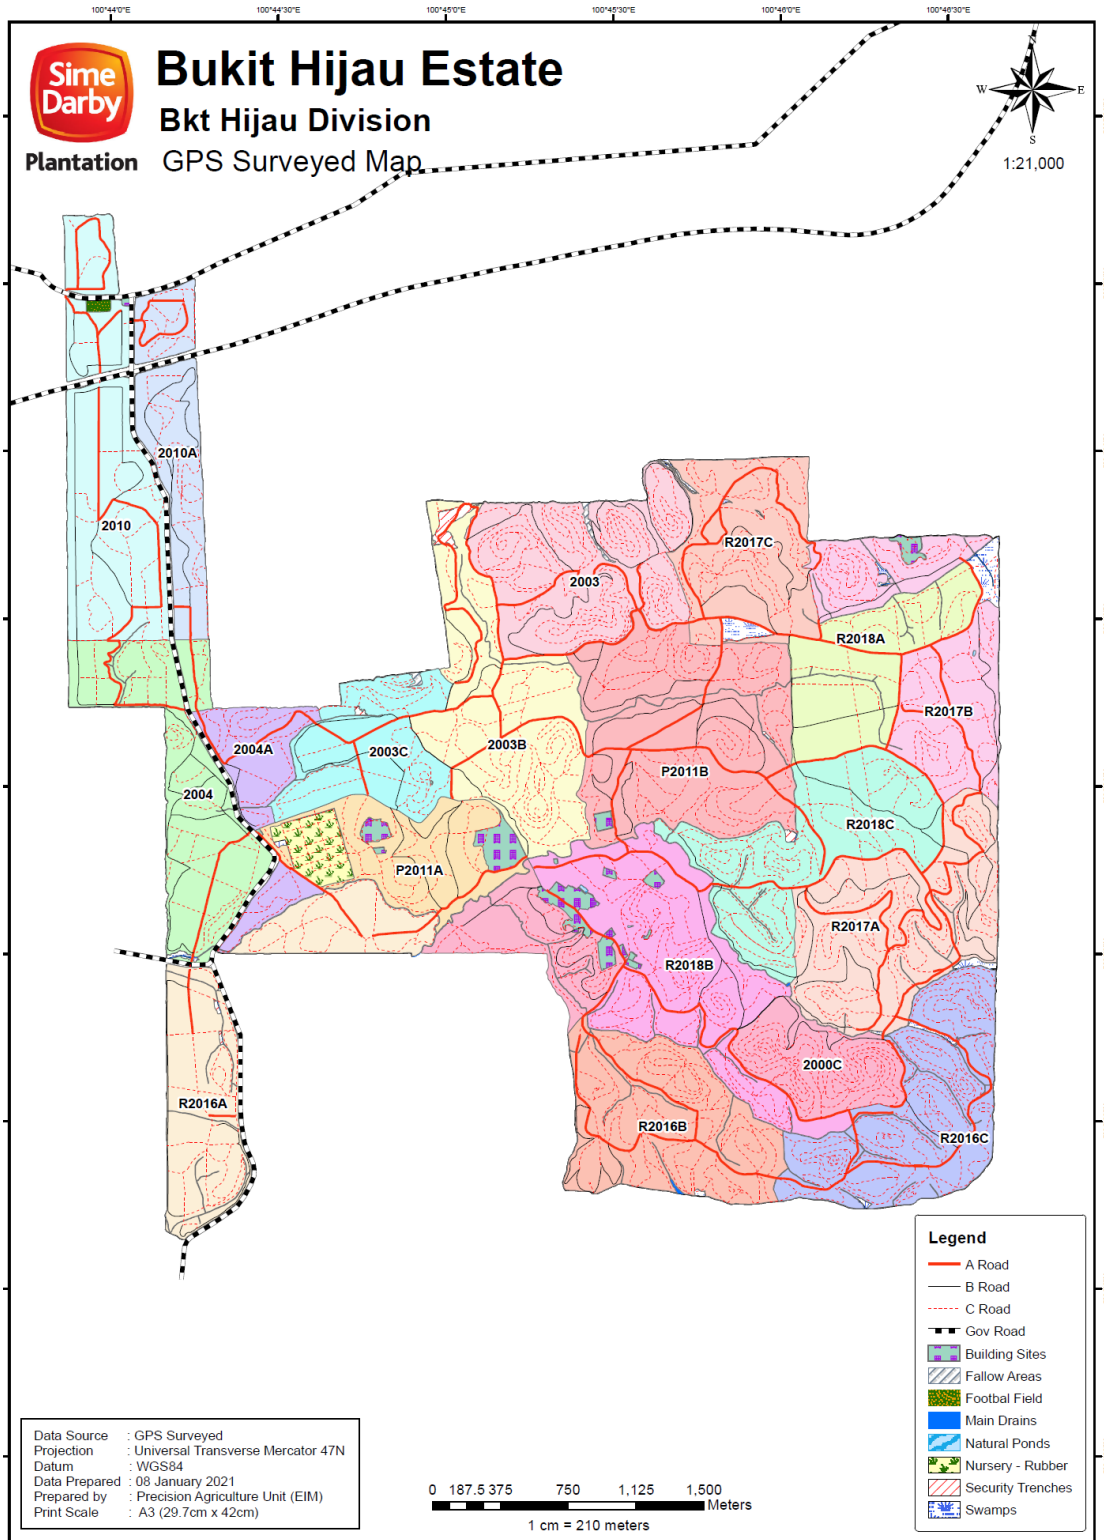 100°44'0"E
100°44'30"E
100°45'0"E
100°45'30"E
100°46'0"E
100°46'30"E
Sime
Darby
Plantation
Bukit Hijau Estate
Bkt Hijau Division
GPS Surveyed Map
N
W
E
S
1:21,000
2010A
2010
R2017C
2003
R2018A
R2017B
2004A
2003C
2003B
P2011B
2004
R2018C
P2011A
R2017A
R2018B
2000C
R2016A
R2016B
R2016C
Legend
A Road
B Road
C Road
Gov Road
Building Sites
Fallow Areas
Footbal Field
Main Drains
Natural Ponds
Nursery - Rubber
Security Trenches
Swamps
Data Source : GPS Surveyed
Projection : Universal Transverse Mercator 47N
Datum : WGS84
Data Prepared : 08 January 2021
Prepared by : Precision Agriculture Unit (EIM)
Print Scale : A3 (29.7cm x 42cm)
0 187.5 375 750 1,125 1,500
Meters
1 cm = 210 meters